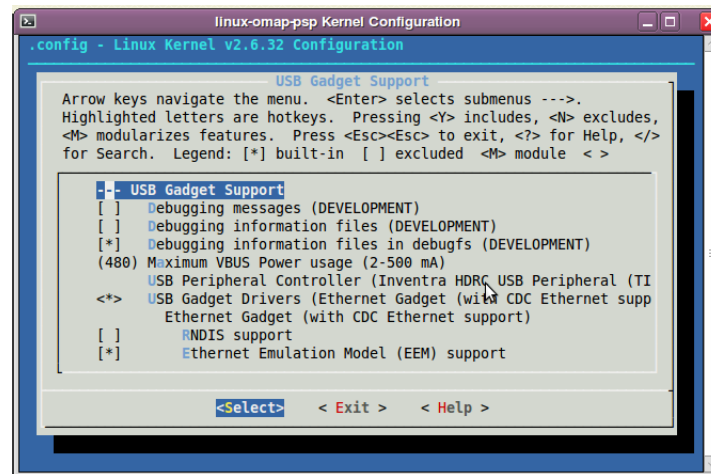 linux-omap-psp Kernel Configuration
.config - Linux Kernel v2.6.32 Configuration
USB Gadget Support
Arrow keys navigate the menu.  <Enter> selects submenus --->.
Highlighted letters are hotkeys.  Pressing <Y> includes, <N> excludes,
<M> modularizes features.  Press <Esc><Esc> to exit, <?> for Help, </>
for Search.  Legend: [*] built-in  [ ] excluded  <M> module  < >
--- USB Gadget Support
[ ]   Debugging messages (DEVELOPMENT)
[ ]   Debugging information files (DEVELOPMENT)
[*]   Debugging information files in debugfs (DEVELOPMENT)
(480) Maximum VBUS Power usage (2-500 mA)
USB Peripheral Controller (Inventra HDRC USB Peripheral (TI
<*>   USB Gadget Drivers (Ethernet Gadget (with CDC Ethernet supp
Ethernet Gadget (with CDC Ethernet support)
[ ]     RNDIS support
[*]     Ethernet Emulation Model (EEM) support
<Select>    < Exit >    < Help >